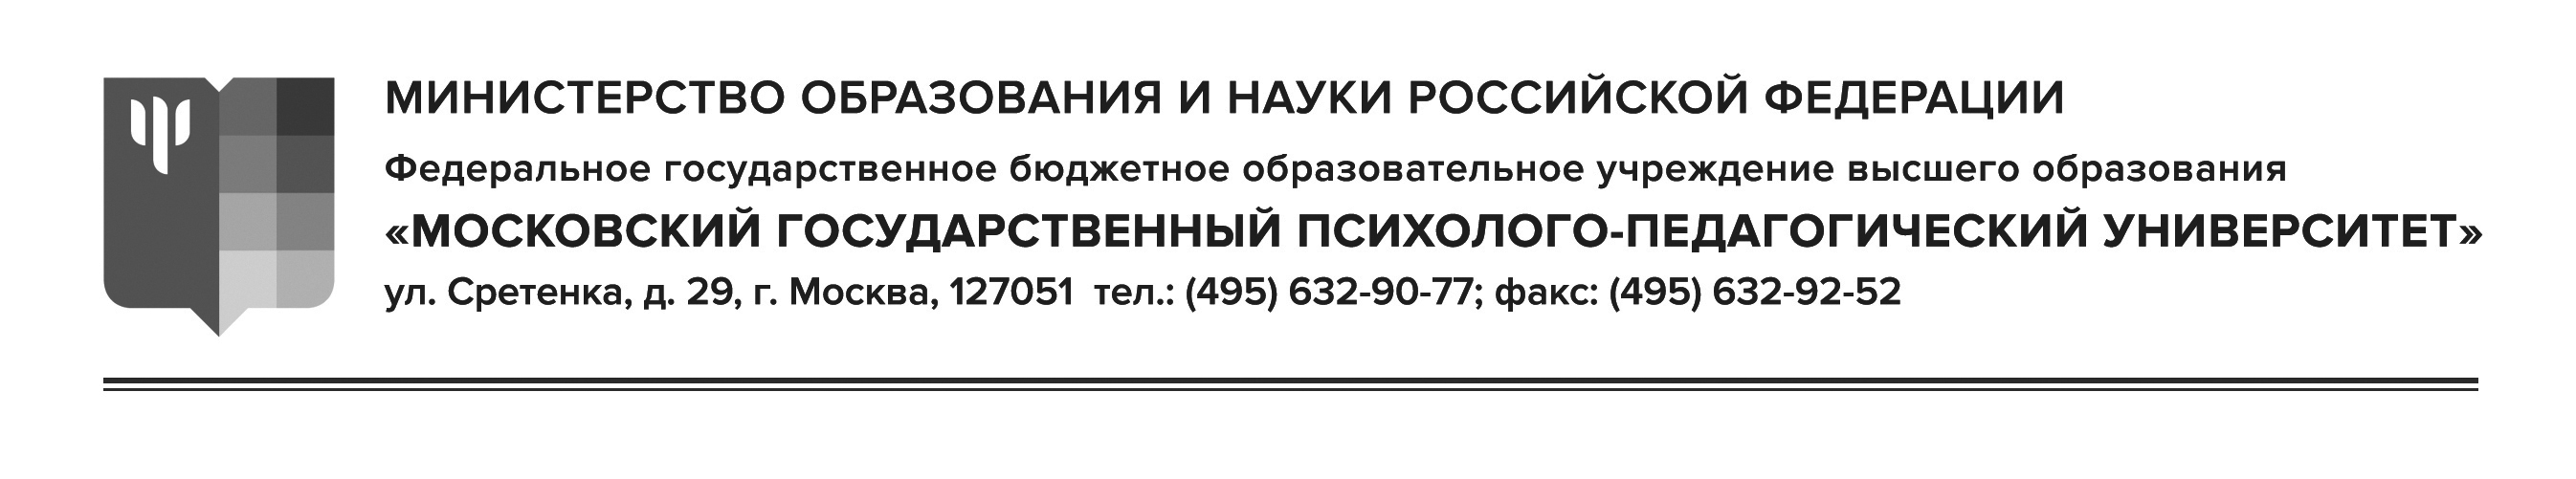 МИНИСТЕРСТВО ОБРАЗОВАНИЯ И НАУКИ РОССИЙСКОЙ ФЕДЕРАЦИИ
Федеральное государственное бюджетное образовательное учреждение высшего образования
«МОСКОВСКИЙ ГОСУДАРСТВЕННЫЙ ПСИХОЛОГО-ПЕДАГОГИЧЕСКИЙ УНИВЕРСИТЕТ»
ул. Сретенка, д. 29, г. Москва, 127051 тел.: (495) 632-90-77; факс: (495) 632-92-52